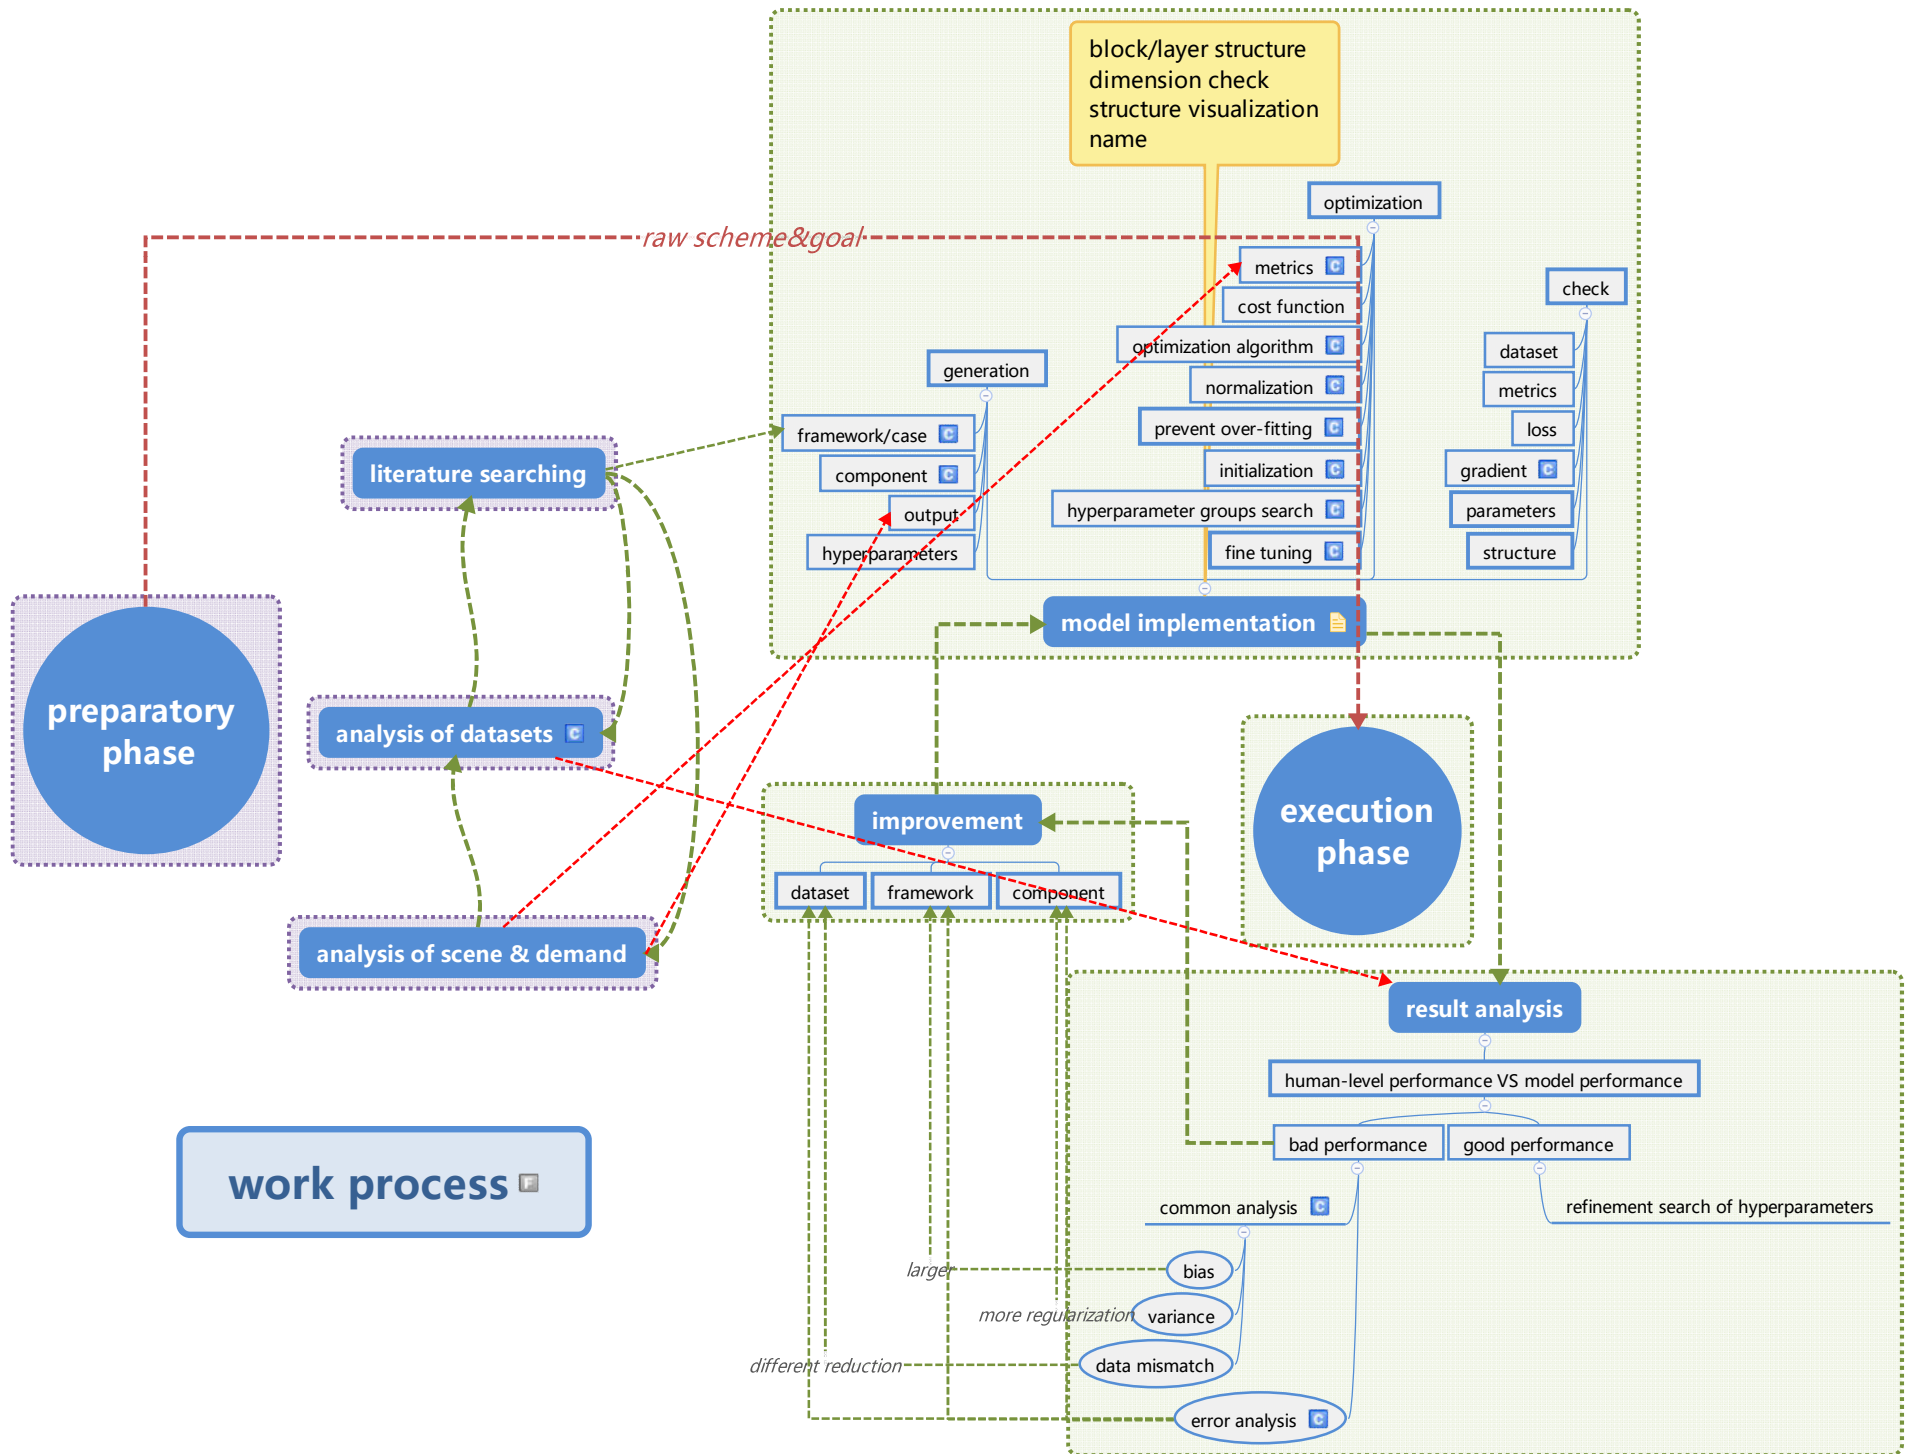 block/layer structure
dimension check
structure visualization
name
optimization
raw scheme&goal
metrics C
cost function
optimization algorithm C
normalization C
prevent over-fitting C
initialization C
hyperparameter groups search C
fine tuning C
check
dataset
metrics
loss
gradient C
parameters
structure
generation
framework/case C
component C
output
hyperparameters
model implementation
literature searching
preparatory
phase
analysis of datasets C
analysis of scene & demand
improvement
dataset
framework
component
execution
phase
result analysis
human-level performance VS model performance
bad performance
good performance
common analysis C
refinement search of hyperparameters
bias
larger
variance
more regularization
data mismatch
different reduction
error analysis C
work process F